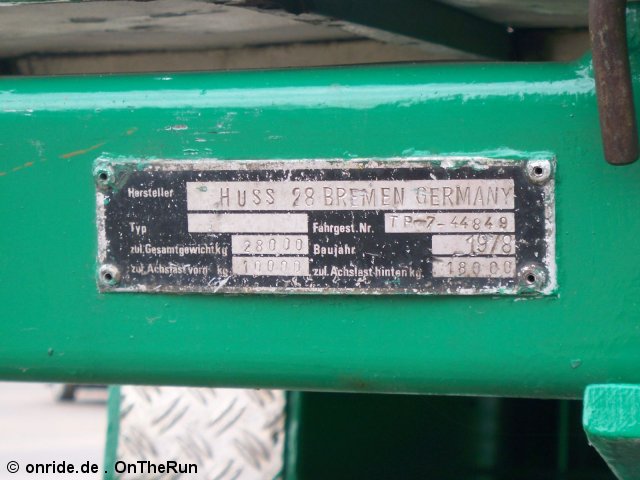 Hersteller HUSS 28 BREMEN GERMANY
Typ Fahrgest. Nr. TP-7-44849
zul. Gesamtgewicht kg 28000 Baujahr 1978
zul. Achslast vorn kg 10000 zul. Achslast hinten kg 18000
© onride.de . OnTheRun